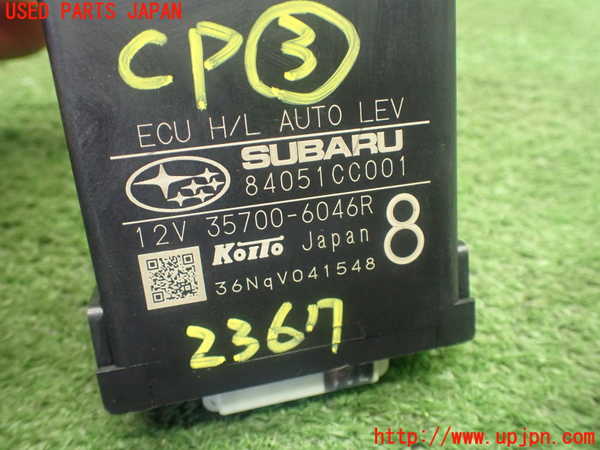 USED PARTS JAPAN
CP③
ECU H/L AUTO LEV
SUBARU
84051CC001
12V 35700-6046R
KOITO Japan 8
36NqV041548
2367
http://www.upjpn.com